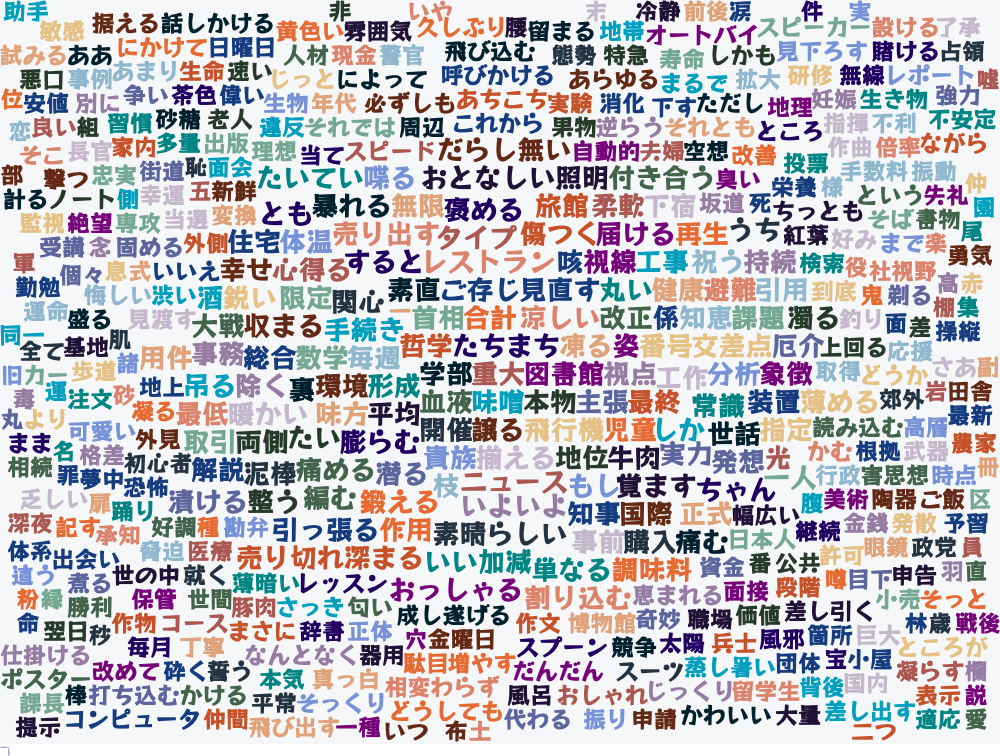 助手 非 いや 末 冷静 前後 涙 件 実
敏感 据える 話しかける 黄色い 雰囲気 久しぶり 腰 留まる 地帯 オートバイ スピーカー 設ける 了承
試みる ああ にかけて 日曜日 人材 現金 警官 飛び込む 態勢 特急 寿命 しかも 見下ろす 賭ける 占領
悪口 事例 あまり 生命 速い じっと によって 呼びかける あらゆる まるで 拡大 研修 無線 レポート 嘘
位 安値 別に 争い 茶色 偉い 生物 年代 必ずしも あちこち 実験 消化 下す ただし 地理 妊娠 生き物 強力
恋 良い 組 習慣 砂糖 老人 違反 それでは 周辺 これから 果物 逆らう それとも ところ 指揮 不利 不安定
そこ 長官 家内 多量 出版 理想 当て スピード だらし無い 自動的 夫婦 空想 改善 投票 作曲 倍率 ながら
部 撃つ 忠実 街道 恥 面会 たいてい 喋る おとなしい 照明 付き合う 臭い 栄養 様 手数料 振動 仲
計る ノート 側 幸運 五 新鮮 とも 暴れる 無限 褒める 旅館 柔軟 下宿 坂道 死 ちっとも という 失礼 園
監視 絶望 専攻 当選 変換 売り出す タイプ 傷つく 届ける 再生 うち 紅葉 好み そば 書物 尾
受講 念 固める 外側 住宅 体温 すると レストラン 咳 視線 工事 祝う 持続 検索 役 社 視野 まで 楽 勇気
軍 勤勉 個々 息 式 いいえ 幸せ 心得る 素直 ご存じ 見直す 丸い 健康 避難 引用 到底 鬼 剃る 高 赤
運命 悔しい 渋い 酒 鋭い 限定 関心 一 首相 合計 涼しい 改正 係 知恵 課題 濁る 釣り 面 差 棚 集
同一 盛る 見渡す 大戦 収まる 手続き 哲学 たちまち 凍る 姿 番号 交差点 厄介 上回る 応援 操縦
全て 基地 肌 諸 用件 事務 総合 数学 毎週 学部 重大 図書館 視点 工作 分析 象徴 取得 どうか さあ 副
旧 カー 歩道 運 注文 砂 地上 吊る 除く 裏 環境 形成 血液 味噌 本物 主張 最終 常識 装置 薄める 郊外 岩 田舎
毒 丸 より 可愛い 凝る 最低 暖かい 味方 平均 開催 譲る 飛行機 児童 しか 世話 指定 読み込む 高層 最新
まま 名 格差 外見 取引 両側 たい 膨らむ 貴族 揃える 地位 牛肉 実力 発想 光 かむ 根拠 武器 農家
相続 罪 夢中 初心者 恐怖 解説 泥棒 痛める 潜る 枝 ニュース もし 覚ます ちゃん 一人 行政 害 思想 時点 冊
乏しい 扉 踊り 漬ける 整う 編む 鍛える いよいよ 知事 国際 正式 幅広い 腹 美術 陶器 ご飯 区
深夜 記す 承知 好調 種 勘弁 引っ張る 作用 素晴らしい 事前 購入 痛む 日本人 継続 金銭 発散 予習
体系 出会い 脅迫 医療 売り切れ 深まる いい加減 単なる 調味料 資金 番 公共 許可 眼鏡 政党 員
違う 煮る 世の中 就く 薄暗い レッスン おっしゃる 割り込む 恵まれる 面接 段階 噂 目下 申告 羽 直
粉 緑 勝利 保管 世間 豚肉 さっき 匂い 成し遂げる 作文 博物館 奇妙 職場 価値 差し引く 小売 そっと
命 翌日 秒 作物 コース まさに 辞書 正体 穴 金曜日 スプーン 競争 太陽 兵士 風邪 箇所 巨大 林 歳 戦後
仕掛ける 毎月 丁寧 なんとなく 器用 駄目 増やす だんだん スーツ 蒸し暑い 団体 宝 小屋 ところが
ポスター 改めて 砕く 誓う 本気 真っ白 相変わらず 風呂 おしゃれ じっくり 留学生 背後 国内 凝らす 欄
課長 棒 打ち込む かける 平常 そっくり どうしても 代わる 振り 申請 かわいい 大量 差し出す 表示 説
提示 コンピュータ 仲間 飛び出す 一種 いつ 布 土 二つ 適応 愛